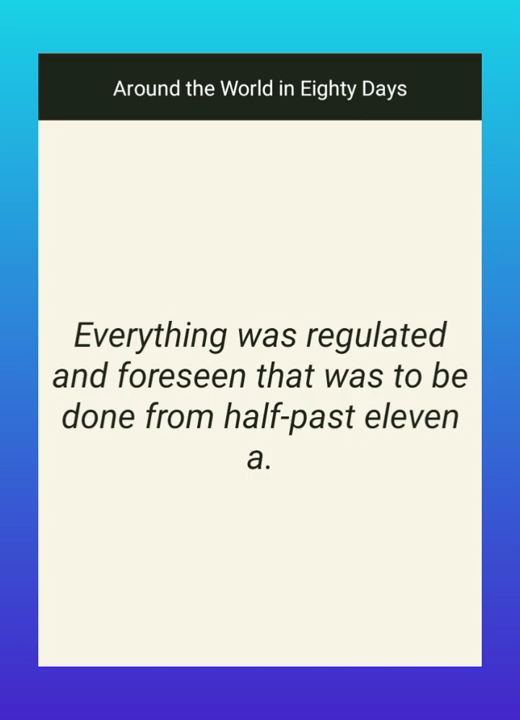 Around the World in Eighty Days
Everything was regulated
and foreseen that was to be
done from half-past eleven
a.